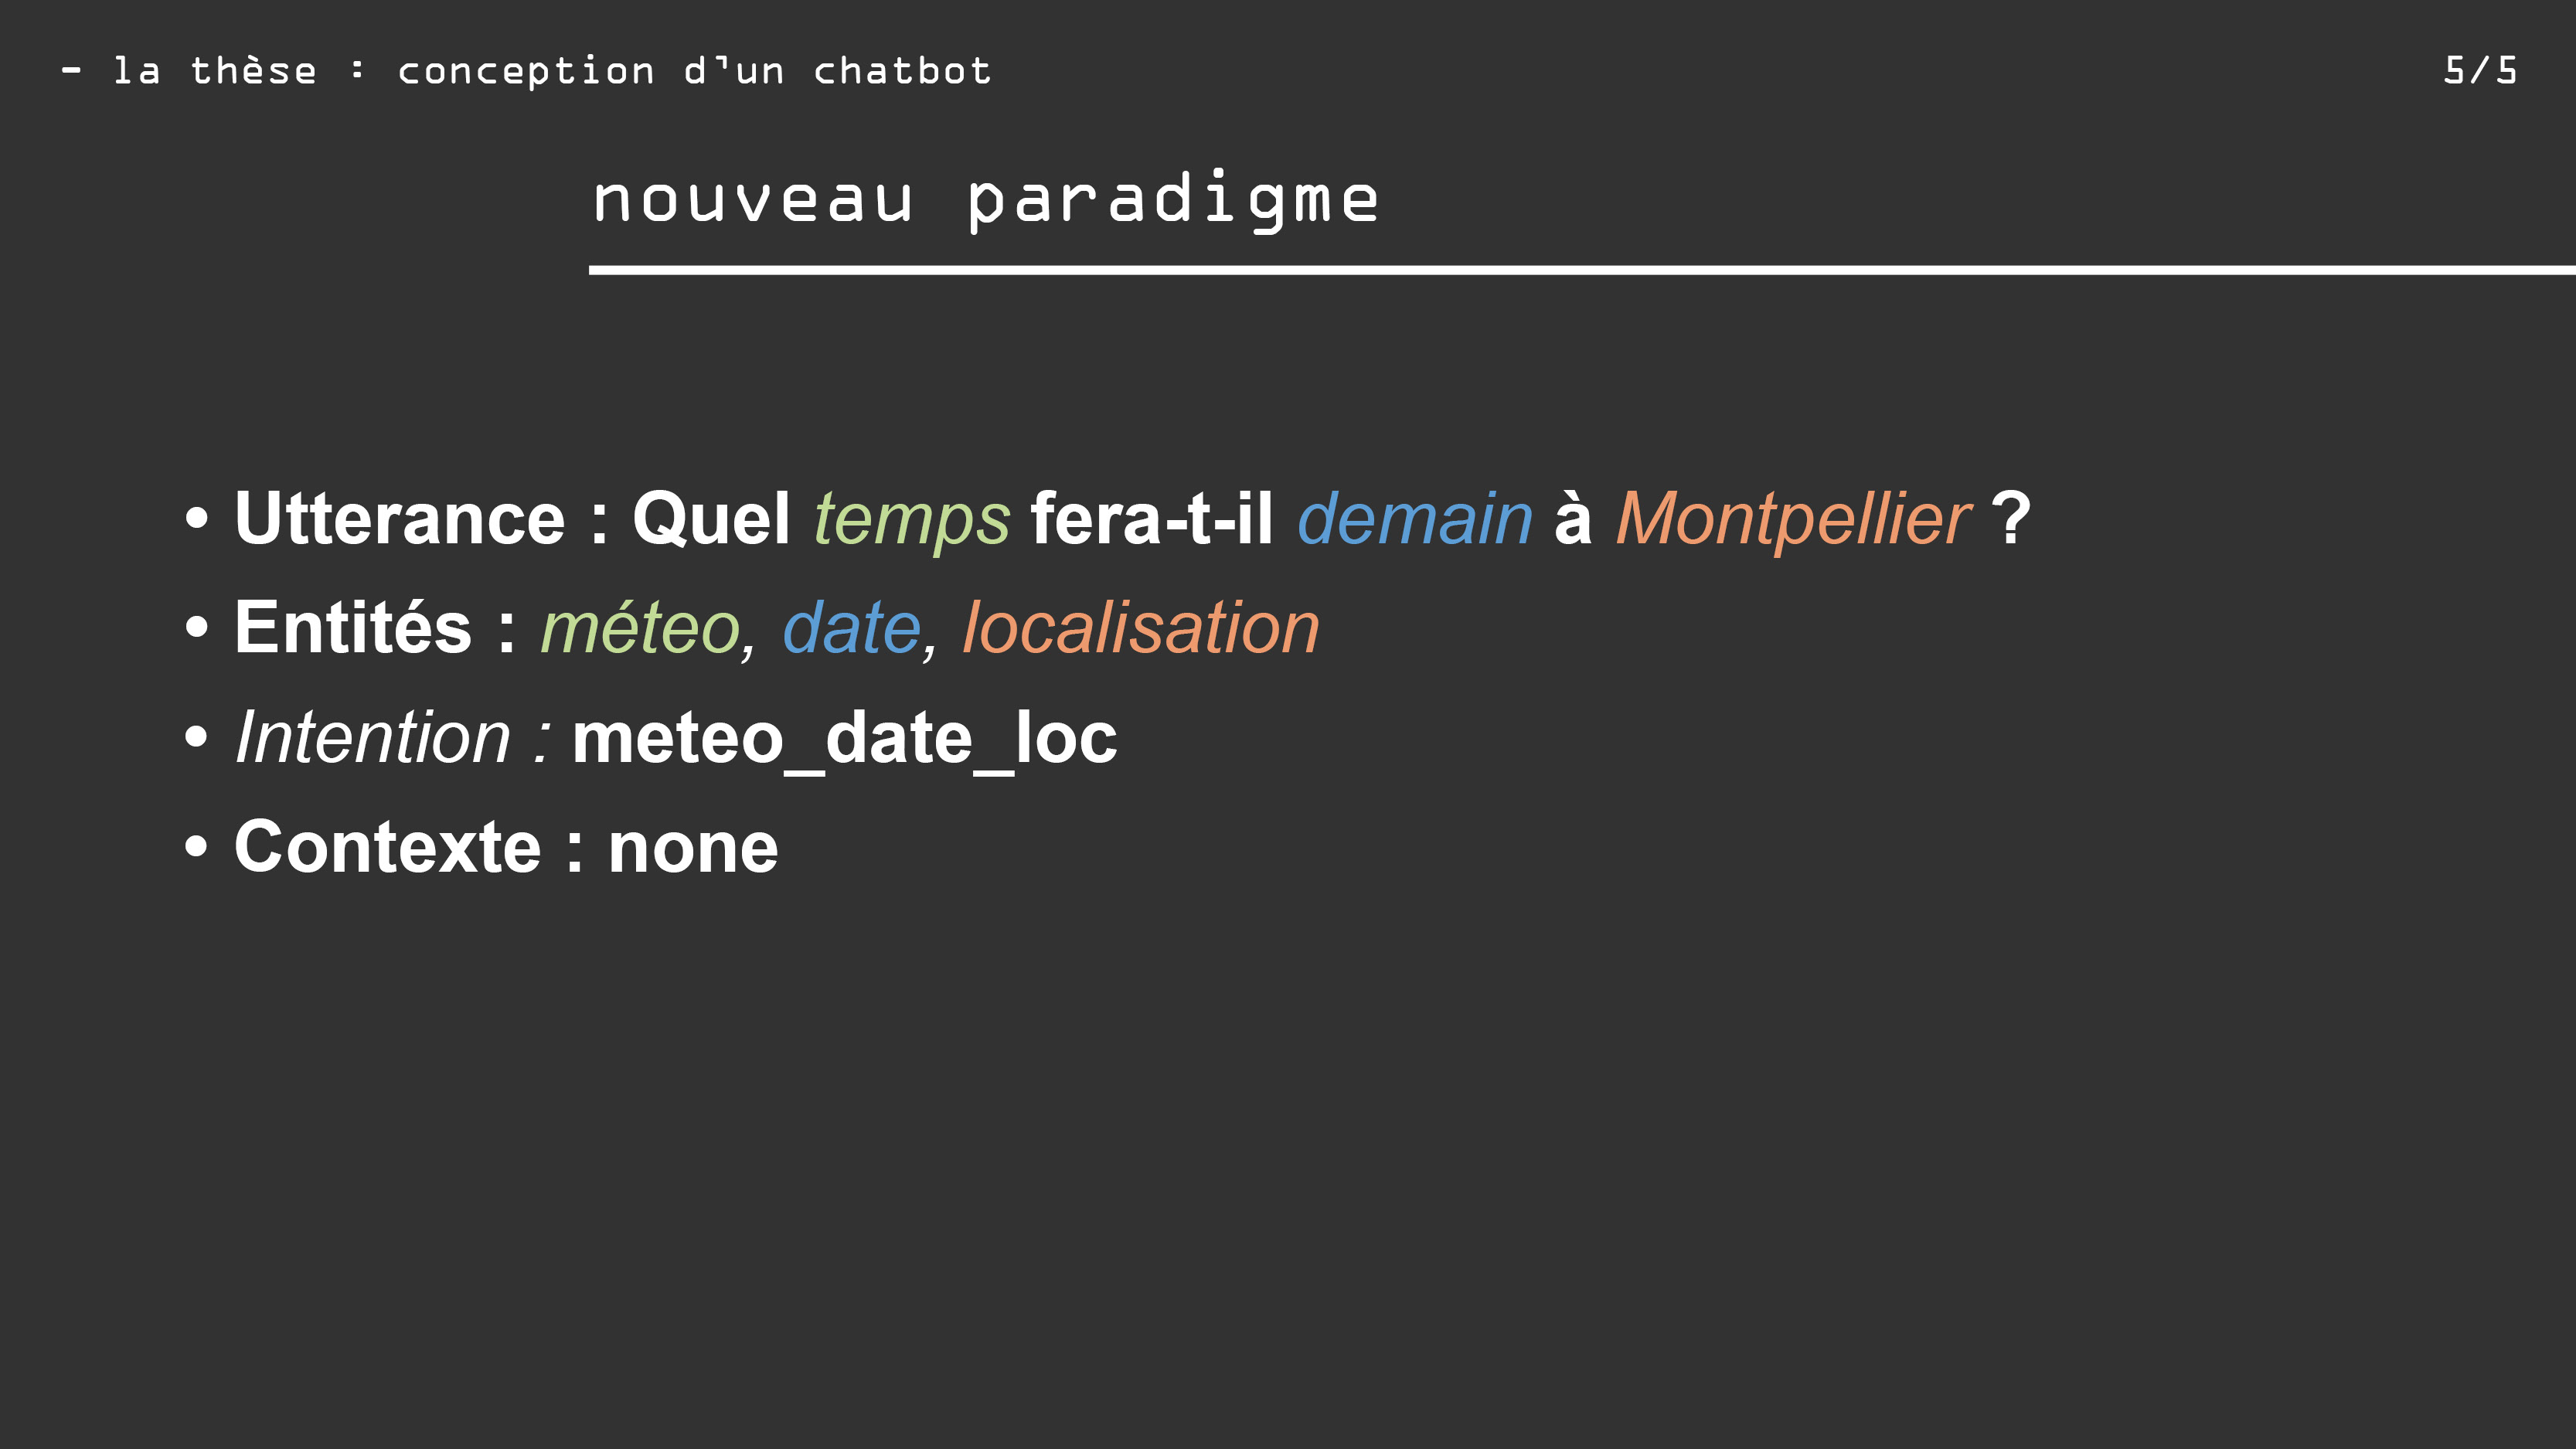 - la thèse : conception d'un chatbot
5/5
nouveau paradigme
• Utterance : Quel temps fera-t-il demain à Montpellier ?
• Entités : méteo, date, localisation
• Intention : meteo_date_loc
• Contexte : none